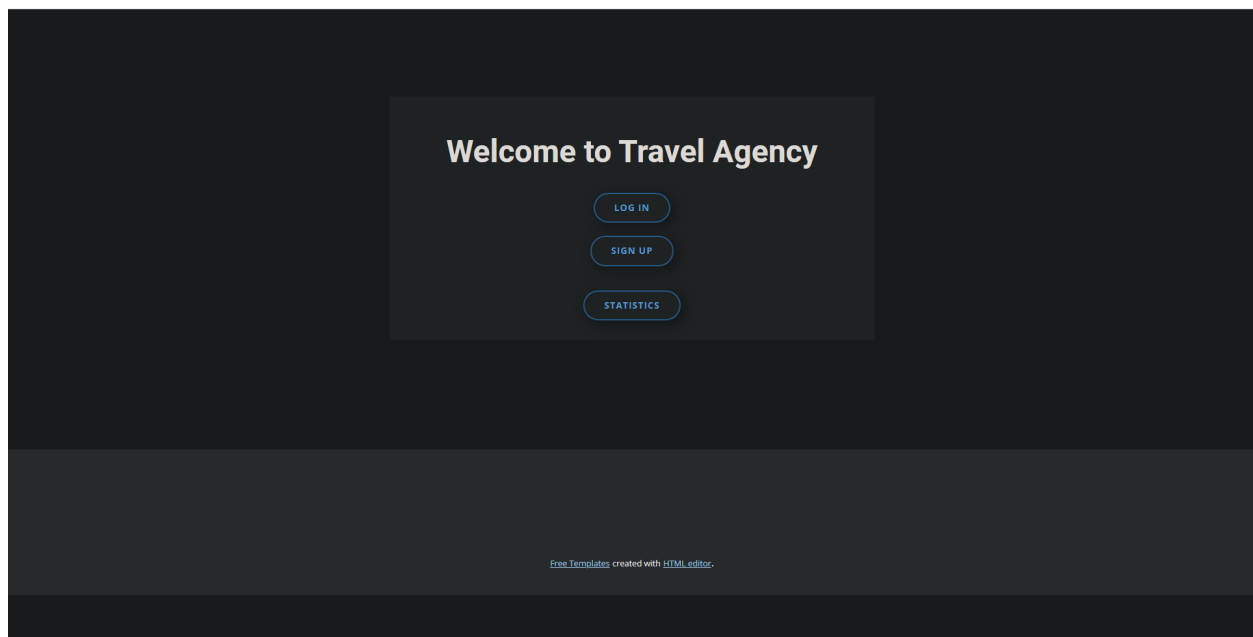 Welcome to Travel Agency
LOG IN
SIGN UP
STATISTICS
Free Templates created with HTML editor.